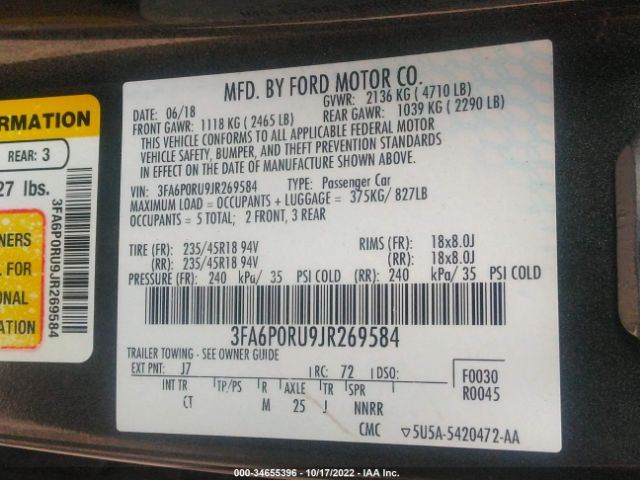 MFD. BY FORD MOTOR CO.
DATE: 06/18 GVWR: 2136 KG ( 4710 LB)
FRONT GAWR: 1118 KG ( 2465 LB) REAR GAWR: 1039 KG ( 2290 LB)
THIS VEHICLE CONFORMS TO ALL APPLICABLE FEDERAL MOTOR
VEHICLE SAFETY, BUMPER, AND THEFT PREVENTION STANDARDS
IN EFFECT ON THE DATE OF MANUFACTURE SHOWN ABOVE.
VIN: 3FA6P0RU9JR269584 TYPE: Passenger Car
MAXIMUM LOAD = OCCUPANTS + LUGGAGE = 375KG/ 827LB
OCCUPANTS = 5 TOTAL; 2 FRONT, 3 REAR
TIRE (FR): 235/45R18 94V RIMS (FR): 18x8.0J
(RR): 235/45R18 94V (RR): 18x8.0J
PRESSURE (FR): 240 kPa/ 35 PSI COLD (RR): 240 kPa/ 35 PSI COLD
3FA6P0RU9JR269584
TRAILER TOWING - SEE OWNER GUIDE
EXT PNT: J7 RC: 72 DSO:
INT TR TP/PS R AXLE TR SPR
CT M 25 J NNRR
F0030
R0045
CMC ▽5U5A-5420472-AA
ORMATION
REAR: 3
27 lbs.
3FA6P0RU9JR269584
NERS
L FOR
ONAL
ATION
000-34655396 - 10/17/2022 - IAA Inc.